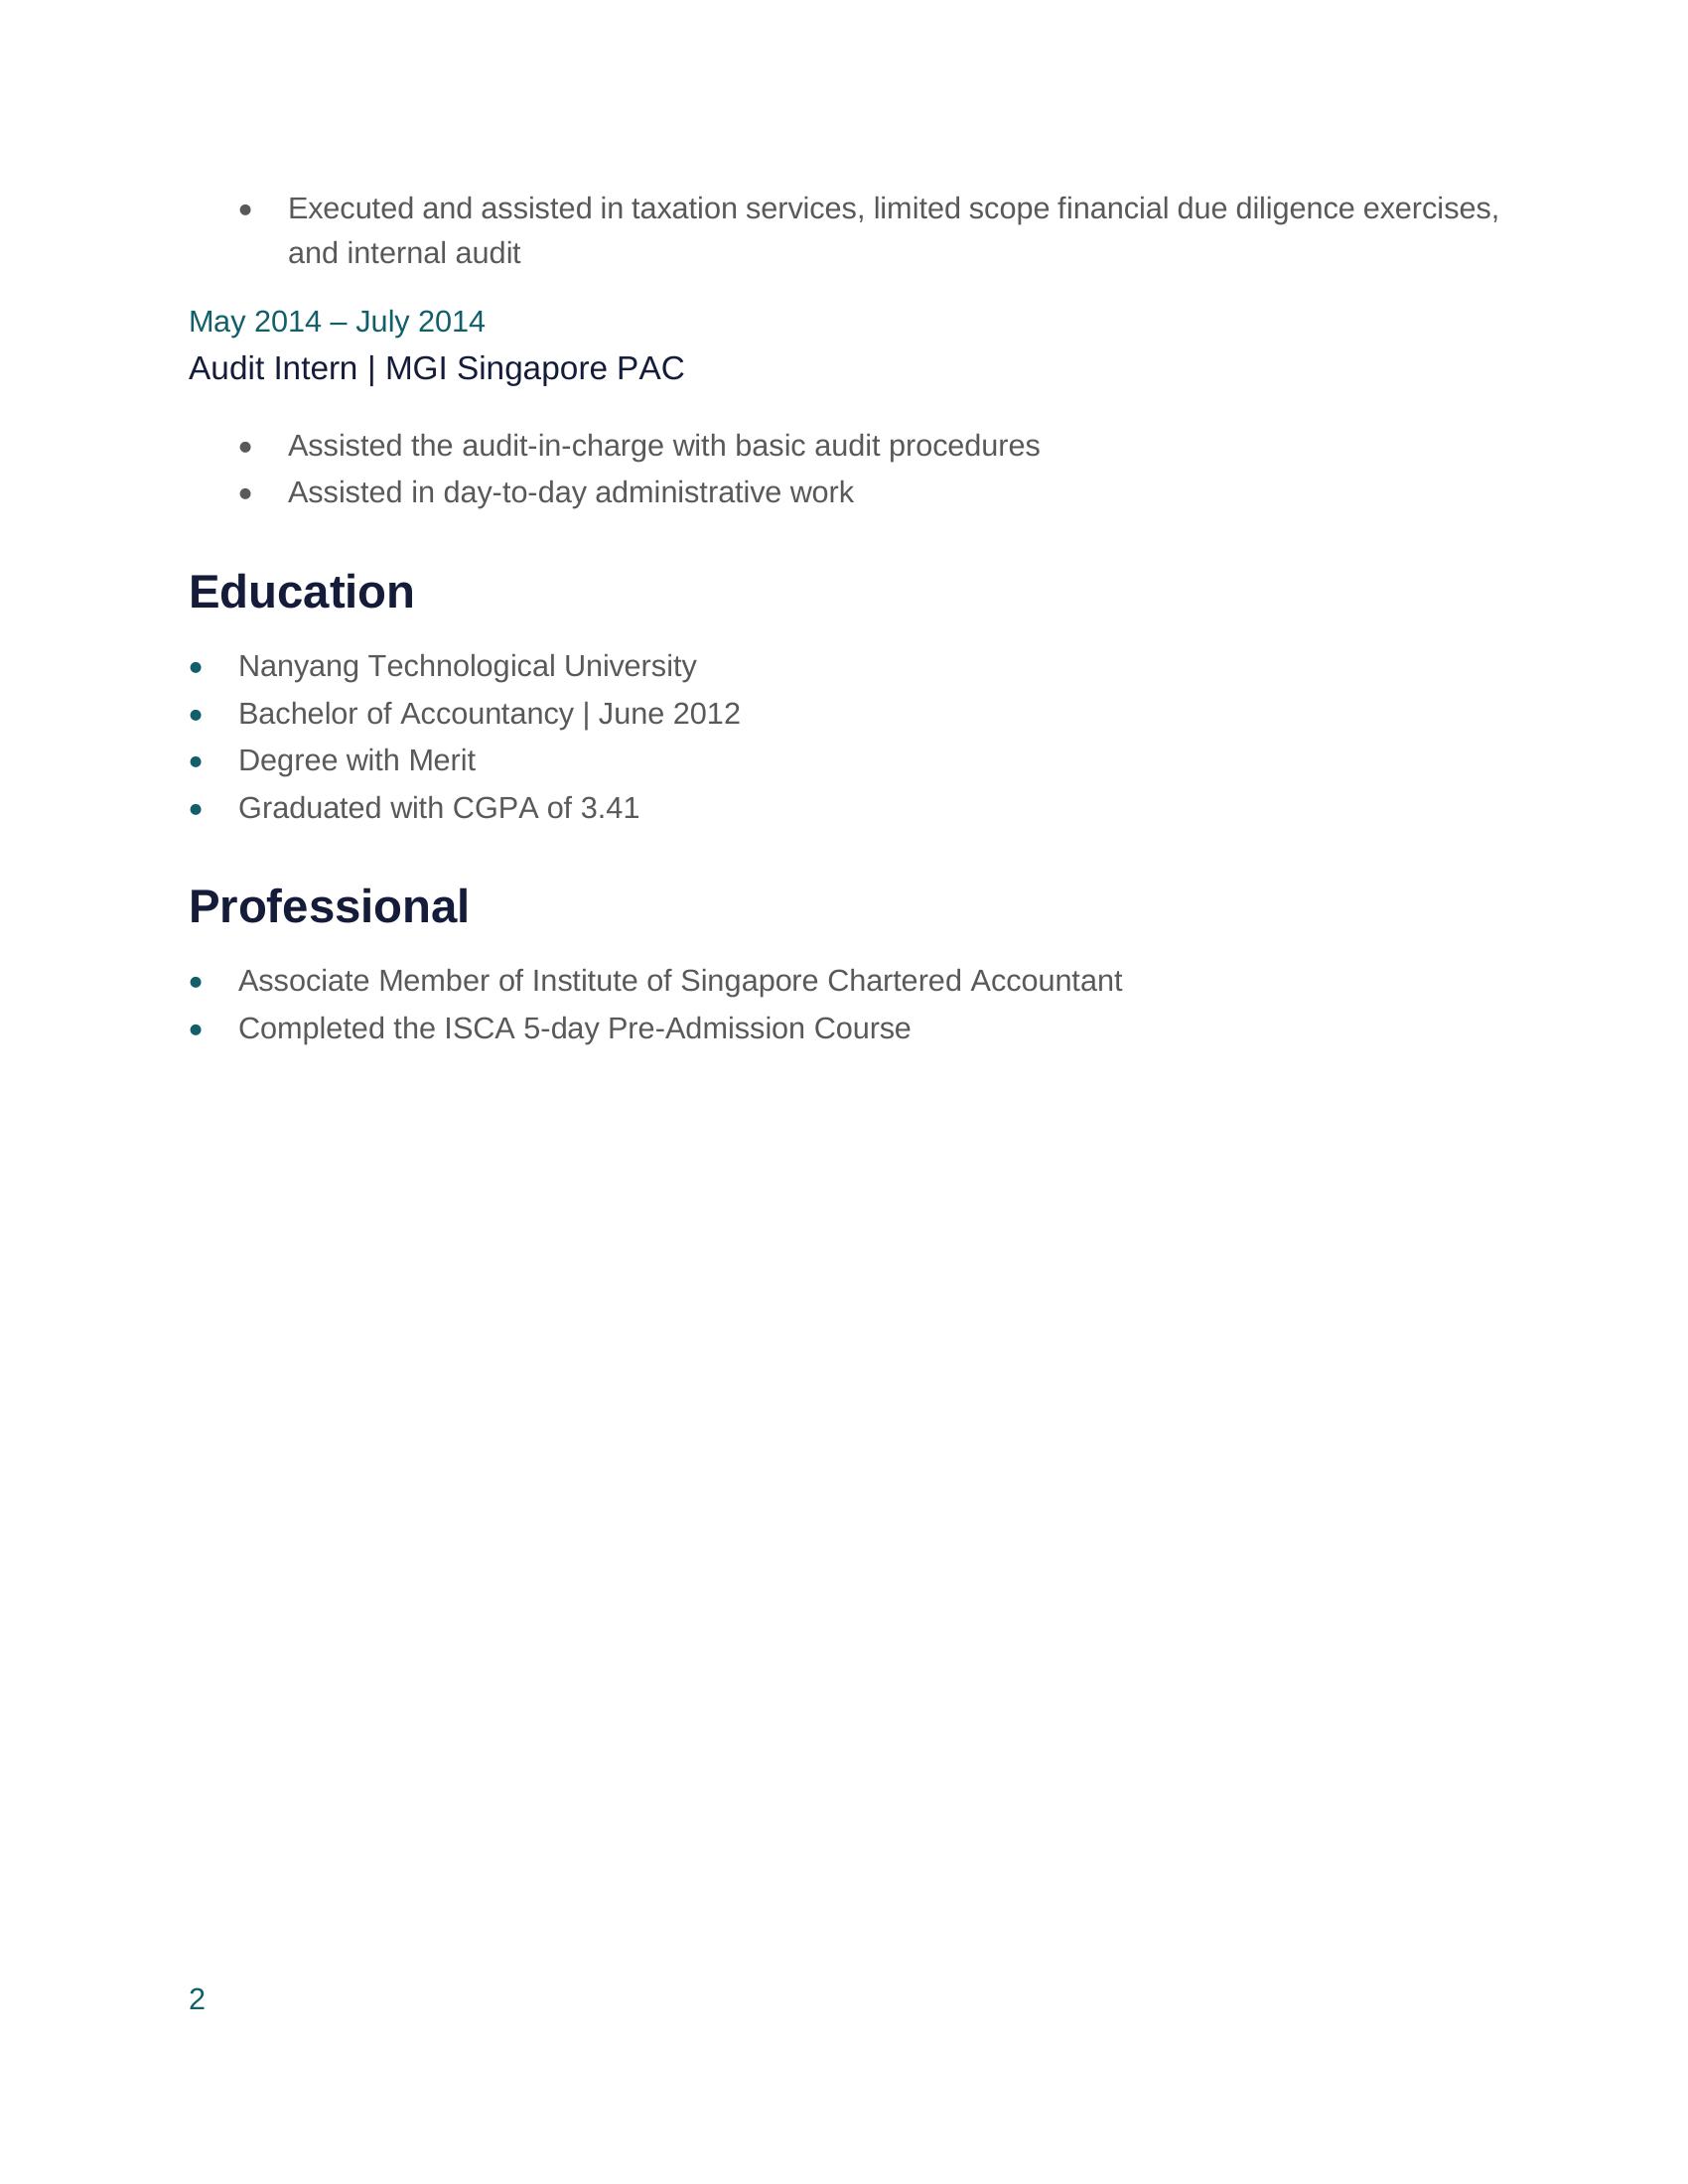 • Executed and assisted in taxation services, limited scope financial due diligence exercises,
and internal audit
May 2014 – July 2014
Audit Intern | MGI Singapore PAC
• Assisted the audit-in-charge with basic audit procedures
• Assisted in day-to-day administrative work
Education
• Nanyang Technological University
• Bachelor of Accountancy | June 2012
• Degree with Merit
• Graduated with CGPA of 3.41
Professional
• Associate Member of Institute of Singapore Chartered Accountant
• Completed the ISCA 5-day Pre-Admission Course
2